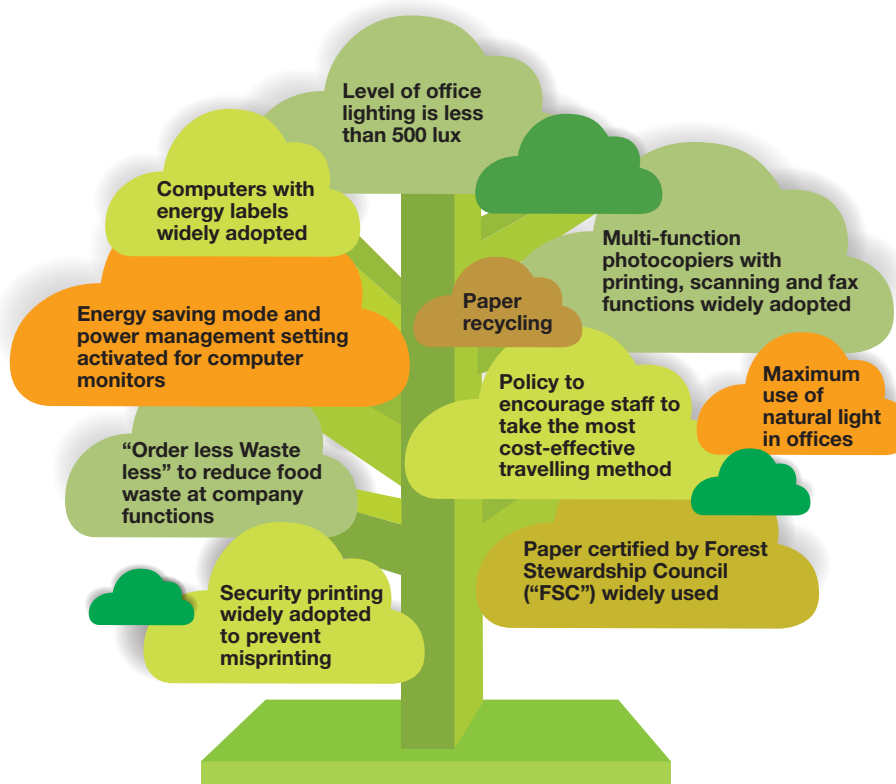 Level of office
lighting is less
than 500 lux
Computers with
energy labels
widely adopted
Multi-function
photocopiers with
printing, scanning and fax
functions widely adopted
Energy saving mode and
power management setting
activated for computer
monitors
Paper
recycling
Policy to
encourage staff to
take the most
cost-effective
travelling method
Maximum
use of
natural light
in offices
“Order less Waste
less” to reduce food
waste at company
functions
Paper certified by Forest
Stewardship Council
(“FSC”) widely used
Security printing
widely adopted
to prevent
misprinting